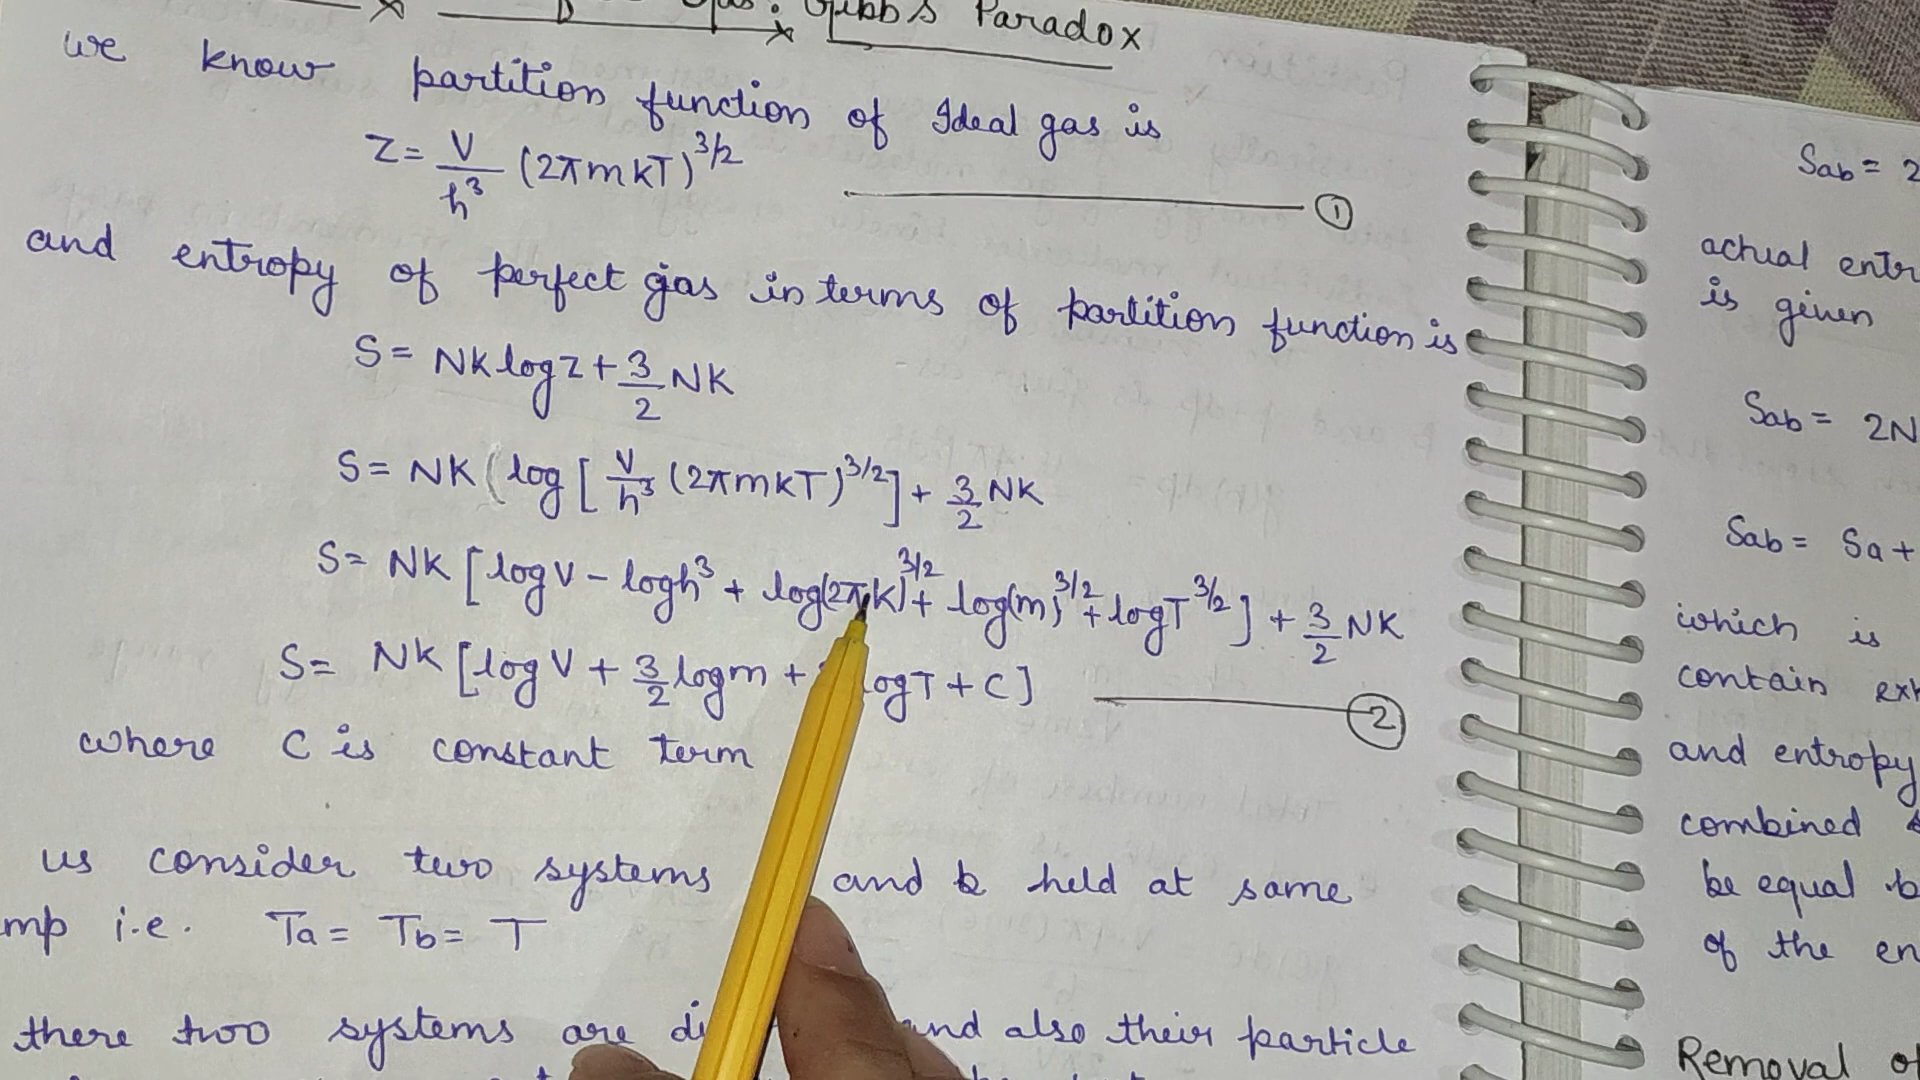 Gibb's Paradox
we know partition function of Ideal gas is
Z = V/h³ (2πmKT)^3/2 ——— ①
and entropy of perfect gas in terms of partition function is
S = NK log Z + 3/2 NK
S = NK (log [V/h³ (2πmKT)^3/2] + 3/2 NK
S = NK [log V - log h³ + log(2πK)^3/2 + log(m)^3/2 + log T^3/2] + 3/2 NK
S = NK [log V + 3/2 log m + log T + C] ——— ②
where C is constant term
us consider two systems and b held at same
mp i.e. Ta = Tb = T
there two systems are di and also their particle
Sab = 2
actual entr
is given
Sab = 2N
Sab = Sa +
which is
contain ex
and entropy
combined
be equal b
of the en
Removal of